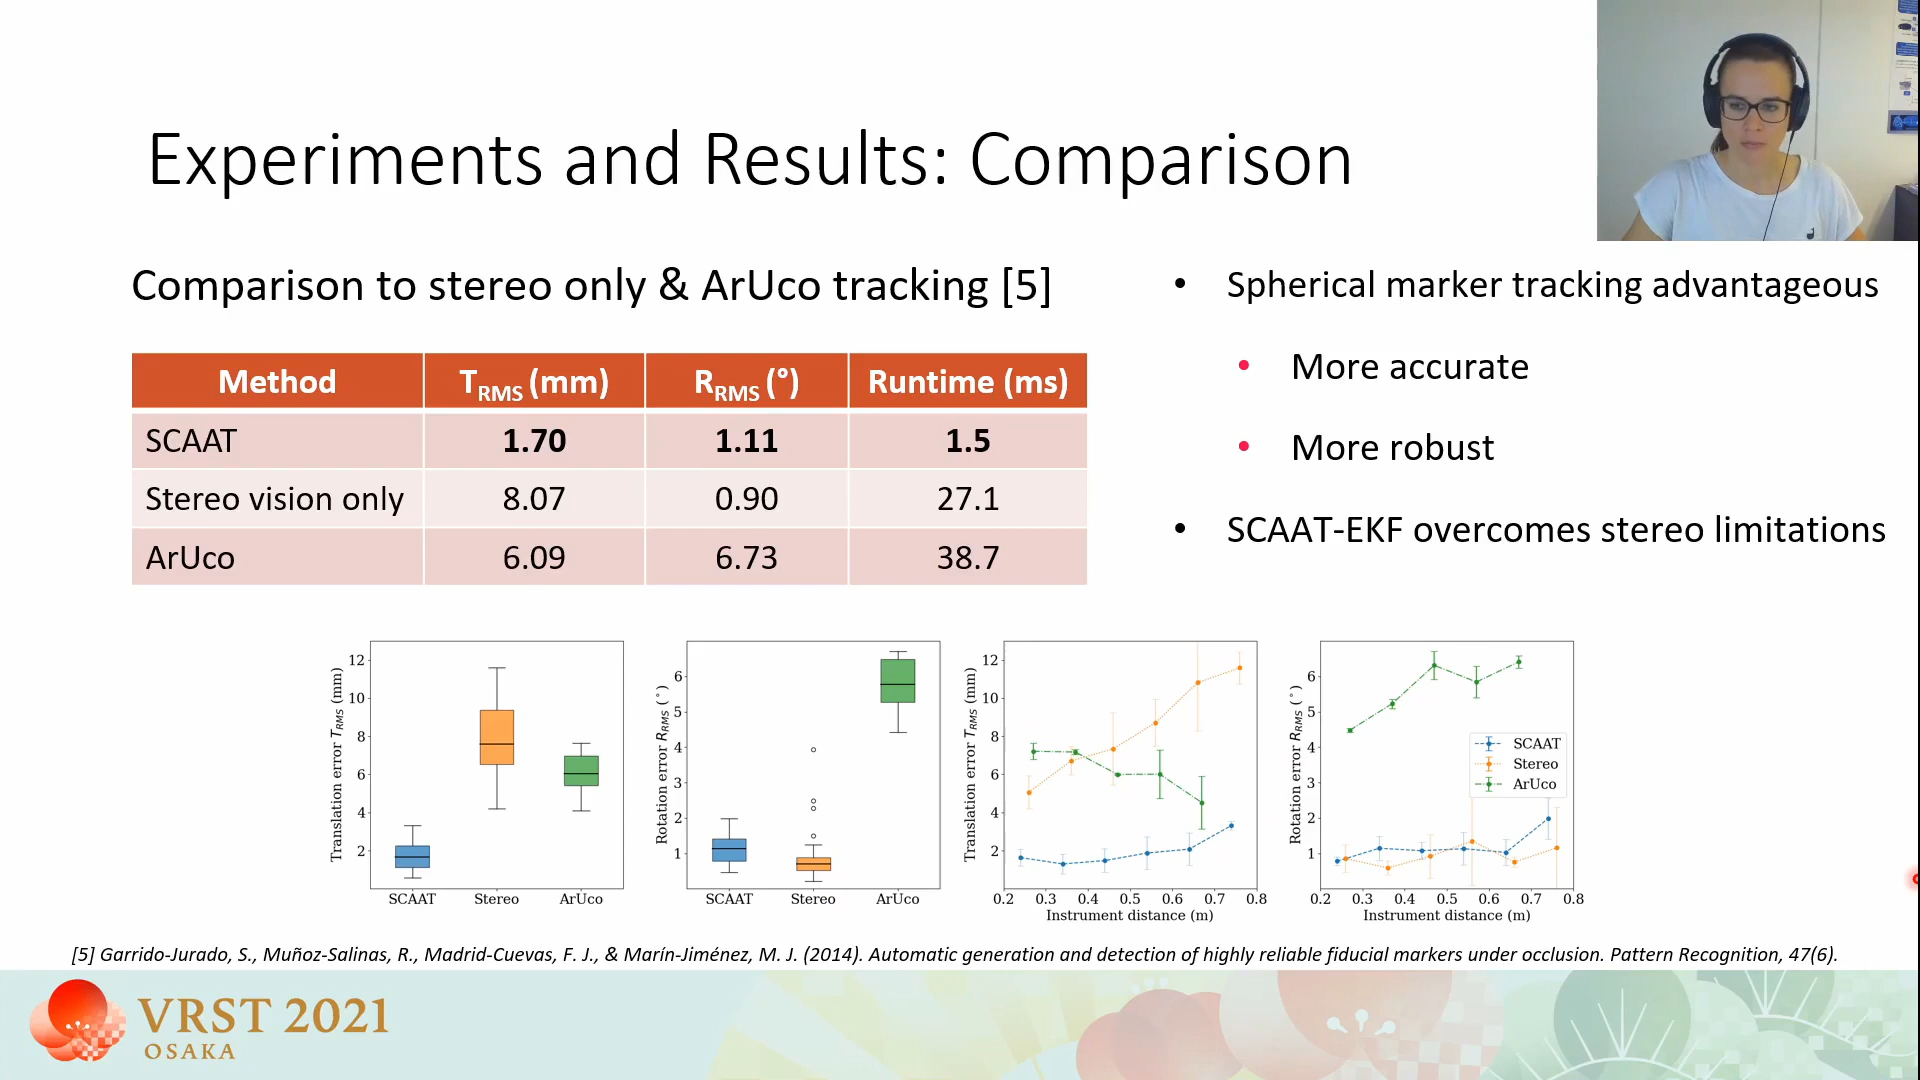 Experiments and Results: Comparison
Comparison to stereo only & ArUco tracking [5]
Method T_RMS (mm) R_RMS (°) Runtime (ms)
SCAAT 1.70 1.11 1.5
Stereo vision only 8.07 0.90 27.1
ArUco 6.09 6.73 38.7
• Spherical marker tracking advantageous
• More accurate
• More robust
• SCAAT-EKF overcomes stereo limitations
Translation error T_RMS (mm)
12
10
8
6
4
2
SCAAT Stereo ArUco
Rotation error R_RMS (°)
6
5
4
3
2
1
SCAAT Stereo ArUco
Translation error T_RMS (mm)
12
10
8
6
4
2
0.2 0.3 0.4 0.5 0.6 0.7 0.8
Instrument distance (m)
Rotation error R_RMS (°)
6
5
4
3
2
1
SCAAT
Stereo
ArUco
0.2 0.3 0.4 0.5 0.6 0.7 0.8
Instrument distance (m)
[5] Garrido-Jurado, S., Muñoz-Salinas, R., Madrid-Cuevas, F. J., & Marín-Jiménez, M. J. (2014). Automatic generation and detection of highly reliable fiducial markers under occlusion. Pattern Recognition, 47(6).
VRST 2021
OSAKA